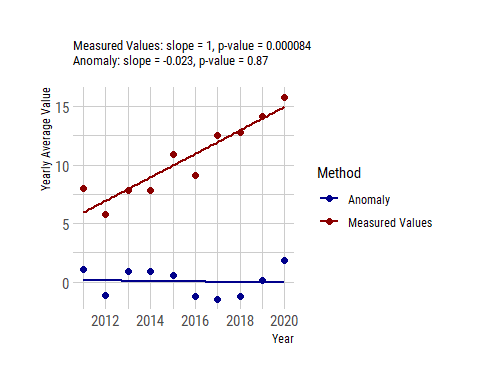 Measured Values: slope = 1, p-value = 0.000084
Anomaly: slope = -0.023, p-value = 0.87
Yearly Average Value
15
10
5
0
2012 2014 2016 2018 2020
Year
Method
Anomaly
Measured Values